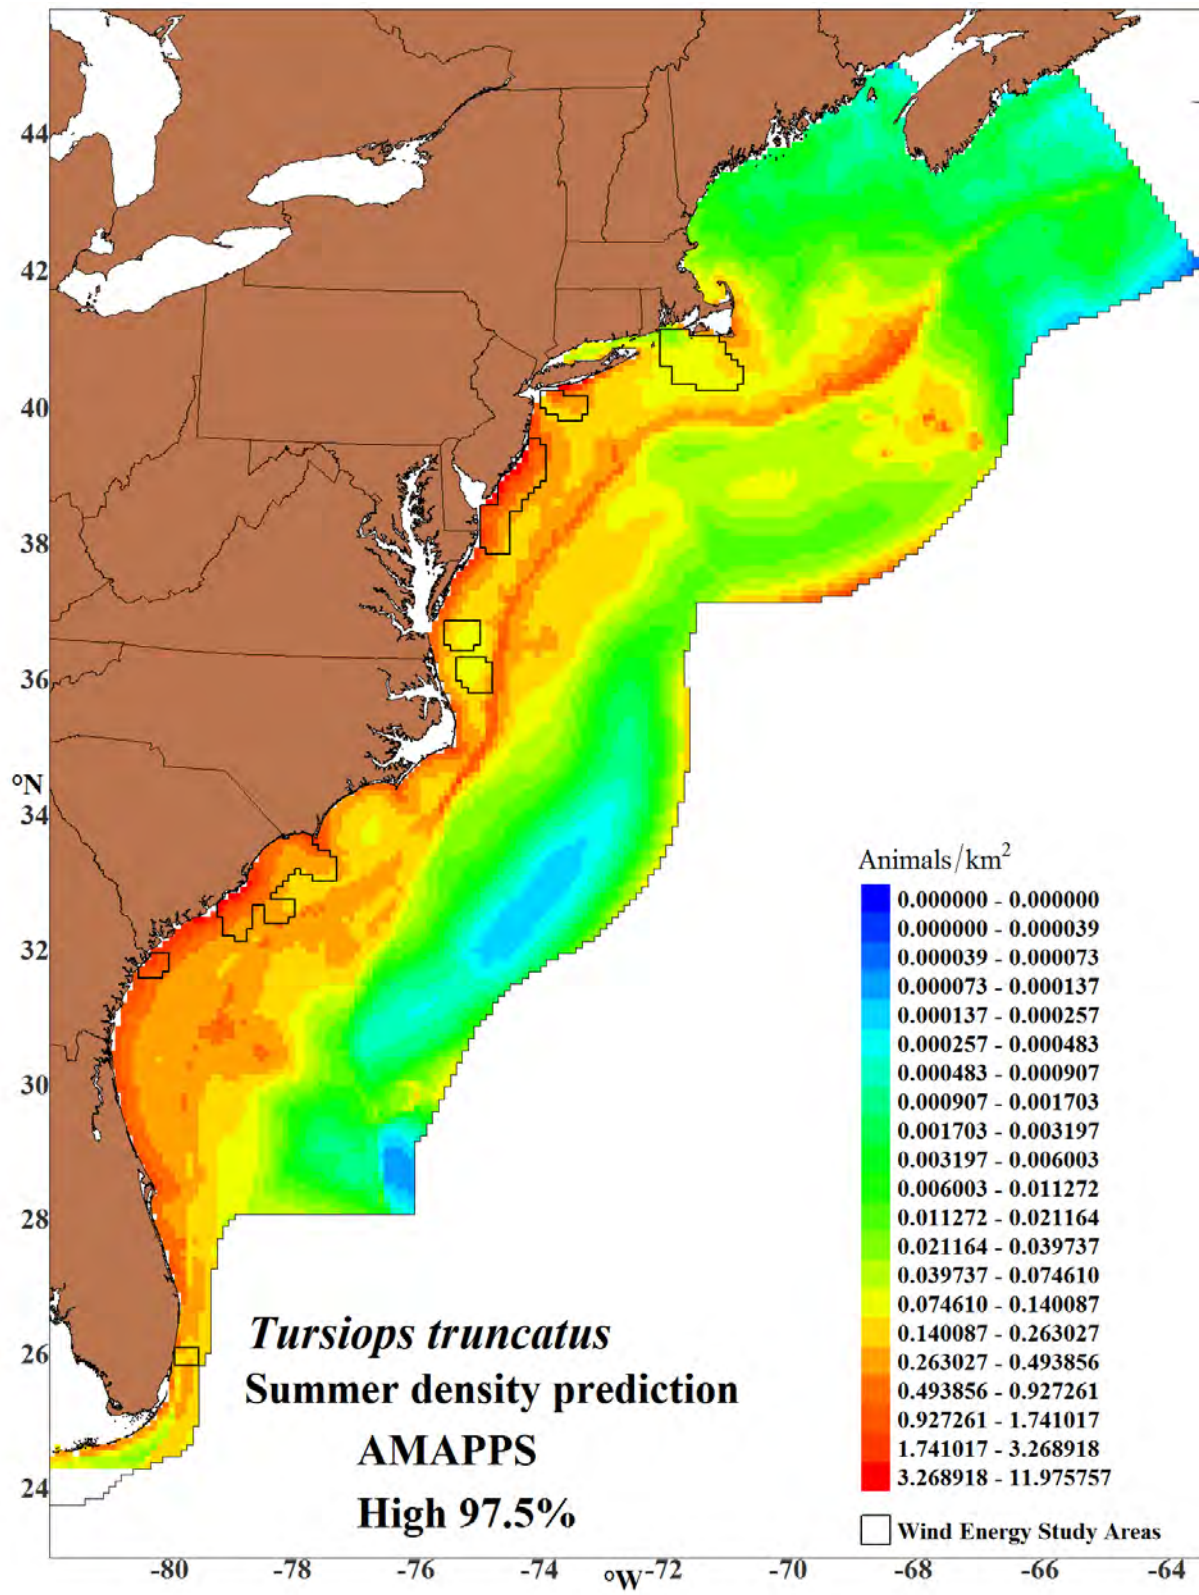 44
42
40
38
36
°N
34
32
30
28
26
24
-80
-78
-76
-74
°W
-72
-70
-68
-66
-64
Tursiops truncatus
Summer density prediction
AMAPPS
High 97.5%
Animals/km²
0.000000 - 0.000000
0.000000 - 0.000039
0.000039 - 0.000073
0.000073 - 0.000137
0.000137 - 0.000257
0.000257 - 0.000483
0.000483 - 0.000907
0.000907 - 0.001703
0.001703 - 0.003197
0.003197 - 0.006003
0.006003 - 0.011272
0.011272 - 0.021164
0.021164 - 0.039737
0.039737 - 0.074610
0.074610 - 0.140087
0.140087 - 0.263027
0.263027 - 0.493856
0.493856 - 0.927261
0.927261 - 1.741017
1.741017 - 3.268918
3.268918 - 11.975757
Wind Energy Study Areas